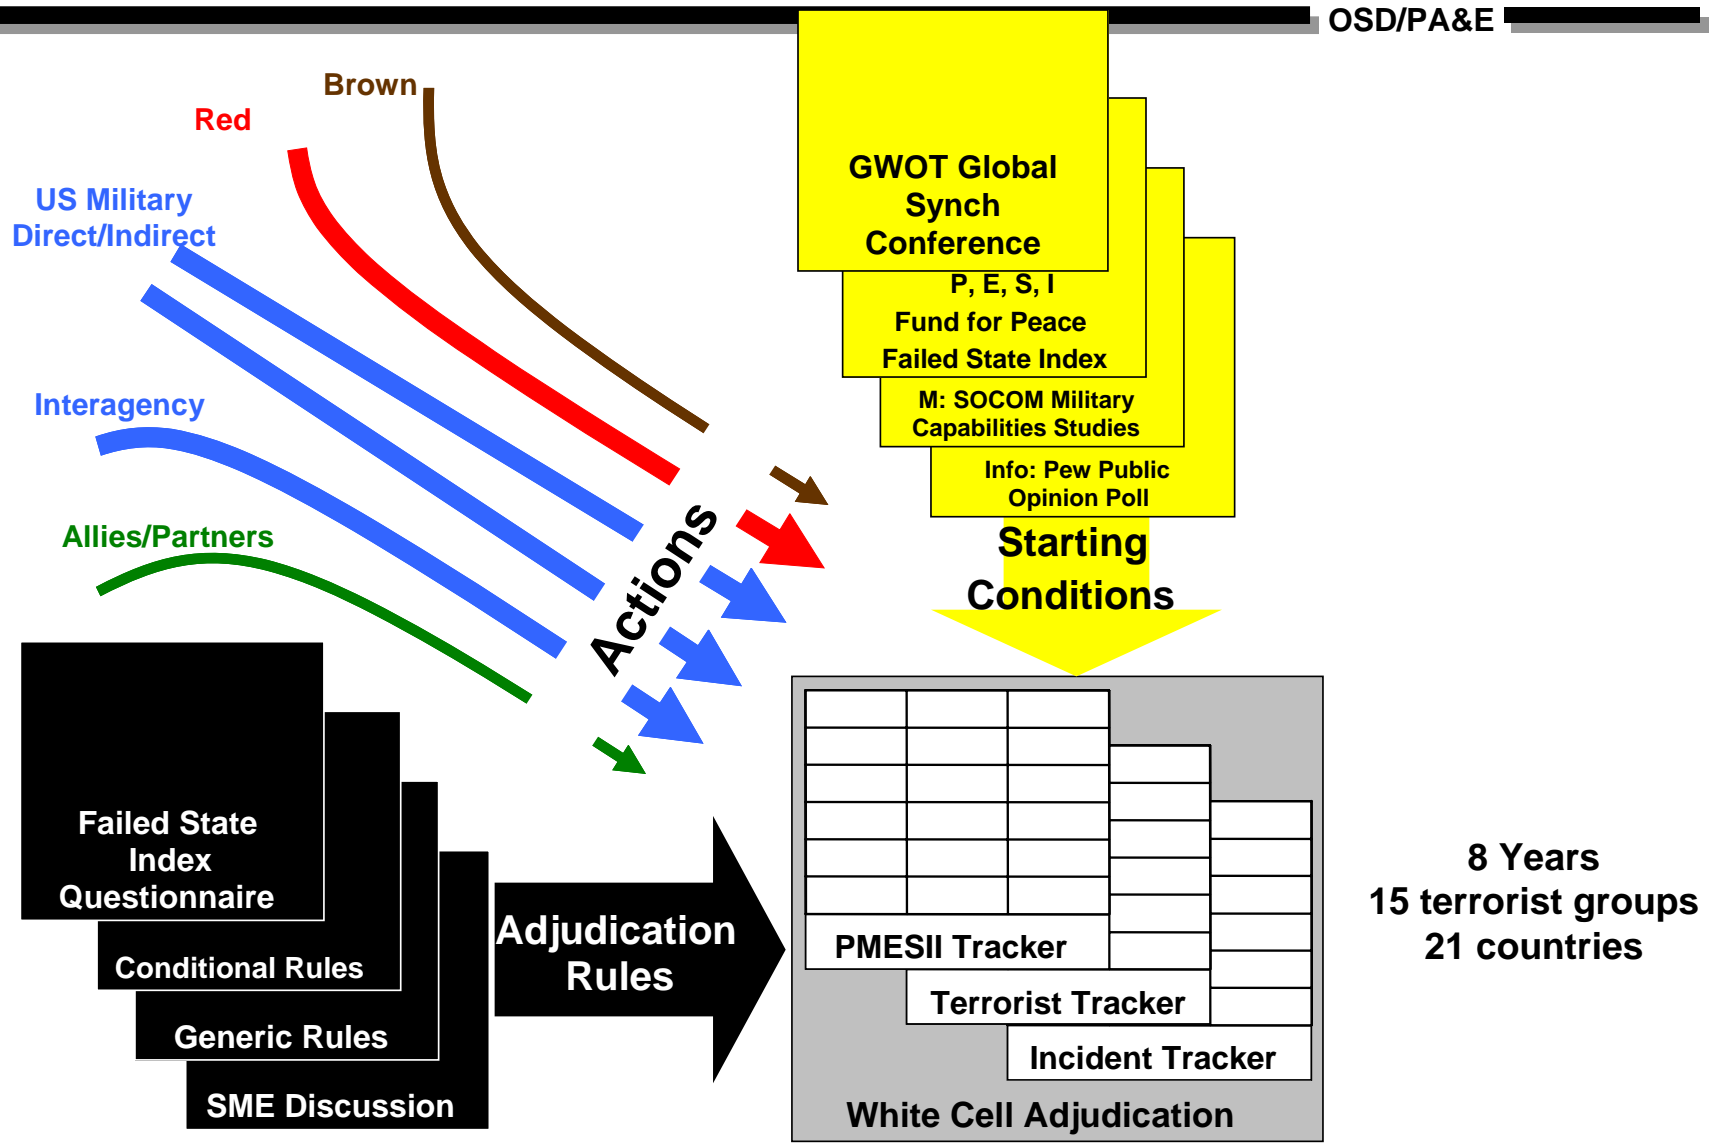 OSD/PA&E
Brown
Red
US Military
Direct/Indirect
Interagency
Allies/Partners
Actions
GWOT Global
Synch
Conference
P, E, S, I
Fund for Peace
Failed State Index
M: SOCOM Military
Capabilities Studies
Info: Pew Public
Opinion Poll
Starting
Conditions
Failed State
Index
Questionnaire
Conditional Rules
Generic Rules
SME Discussion
Adjudication
Rules
PMESII Tracker
Terrorist Tracker
Incident Tracker
White Cell Adjudication
8 Years
15 terrorist groups
21 countries